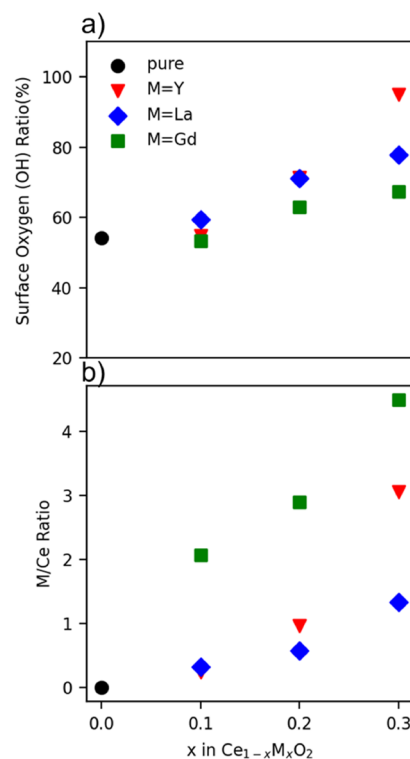 a)
100
80
60
40
20
Surface Oxygen (OH) Ratio(%)
pure
M=Y
M=La
M=Gd
b)
4
3
2
1
0
M/Ce Ratio
0.0 0.1 0.2 0.3
x in Ce₁₋ₓMₓO₂